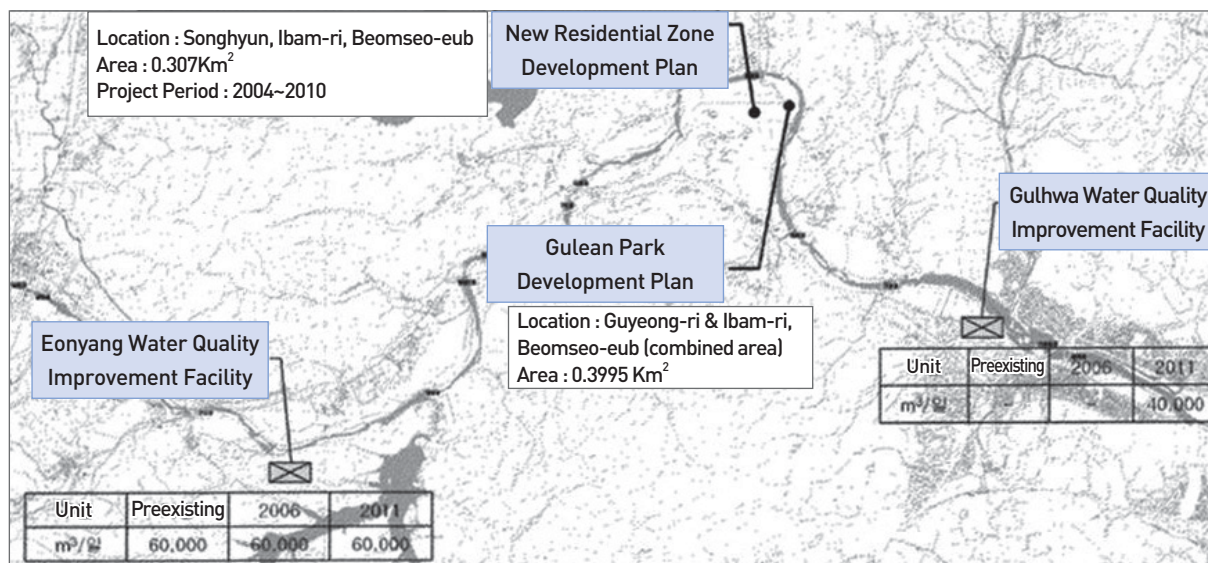 Location : Songhyun, Ibam-ri, Beomseo-eub
Area : 0.307Km²
Project Period : 2004~2010
New Residential Zone
Development Plan
Gulhwa Water Quality
Improvement Facility
Gulean Park
Development Plan
Location : Guyeong-ri & Ibam-ri,
Beomseo-eub (combined area)
Area : 0.3995 Km²
Eonyang Water Quality
Improvement Facility
Unit Preexisting 2006 2011
m³/일 - - 40,000
Unit Preexisting 2006 2011
m³/일 60,000 60,000 60,000